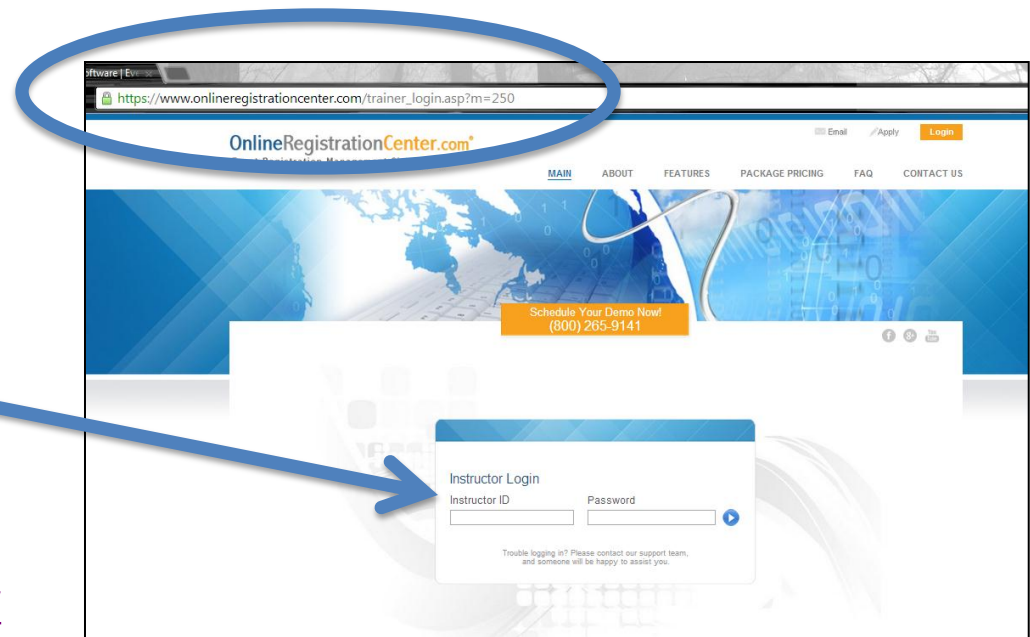 oftware | Eve
https://www.onlineregistrationcenter.com/trainer_login.asp?m=250
Email Apply Login
OnlineRegistrationCenter.com®
MAIN ABOUT FEATURES PACKAGE PRICING FAQ CONTACT US
Schedule Your Demo Now!
(800) 265-9141
Instructor Login
Instructor ID Password
Trouble logging in? Please contact our support team,
and someone will be happy to assist you.